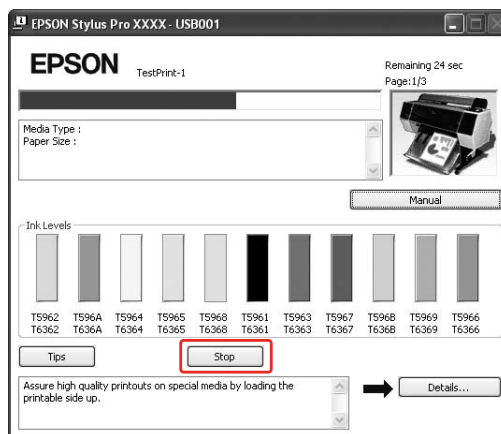 EPSON Stylus Pro XXXX - USB001
EPSON
TestPrint-1
Remaining 24 sec
Page:1/3
Media Type :
Paper Size :
Manual
Ink Levels
T5962 T596A T5964 T5965 T5968 T5961 T5963 T5967 T596B T5969 T5966
T6362 T636A T6364 T6365 T6368 T6361 T6363 T6367 T636B T6369 T6366
Tips
Stop
Assure high quality printouts on special media by loading the
printable side up.
Details...